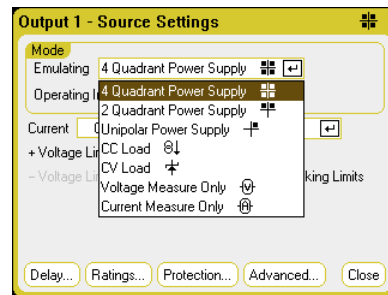 Output 1 - Source Settings
Mode
Emulating 4 Quadrant Power Supply
Operating
4 Quadrant Power Supply
2 Quadrant Power Supply
Unipolar Power Supply
CC Load
CV Load
Voltage Measure Only
Current Measure Only
Current
+ Voltage
- Voltage
king Limits
Delay... Ratings... Protection... Advanced... Close